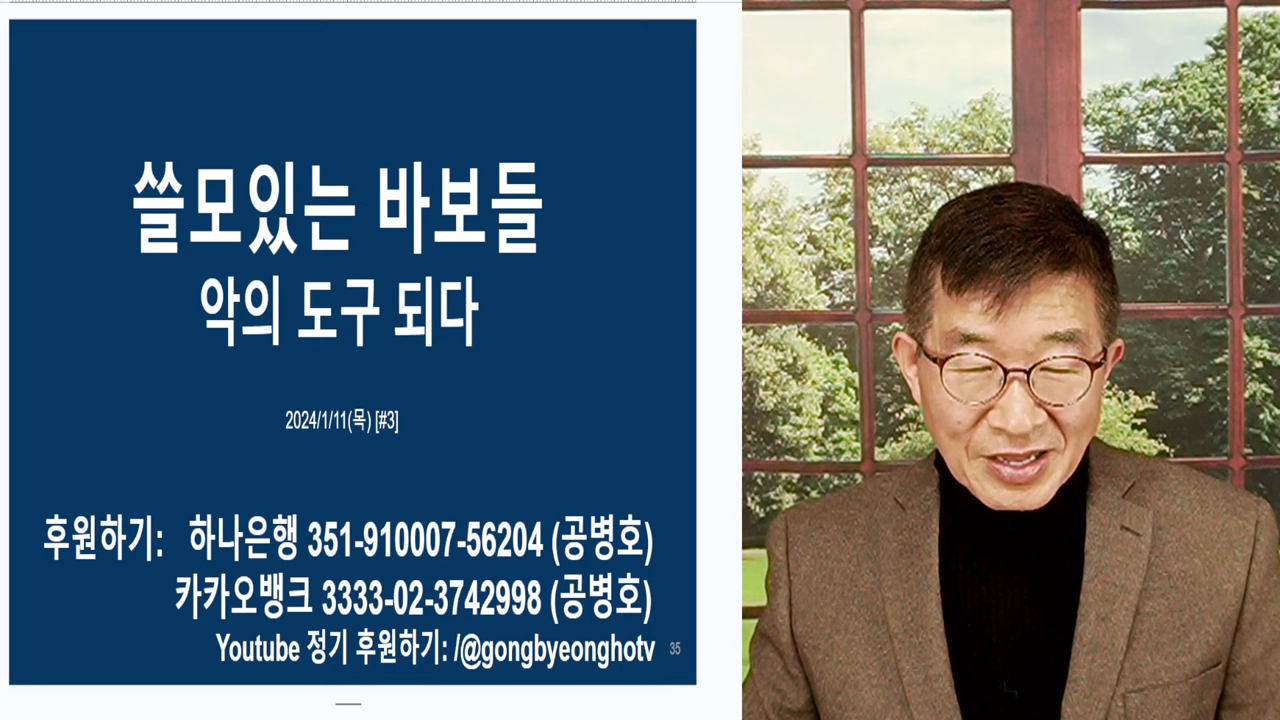 쓸모있는 바보들
악의 도구 되다
2024/1/11(목) [#3]
후원하기: 하나은행 351-910007-56204 (공병호)
카카오뱅크 3333-02-3742998 (공병호)
Youtube 정기 후원하기: /@gongbyeonghotv
35